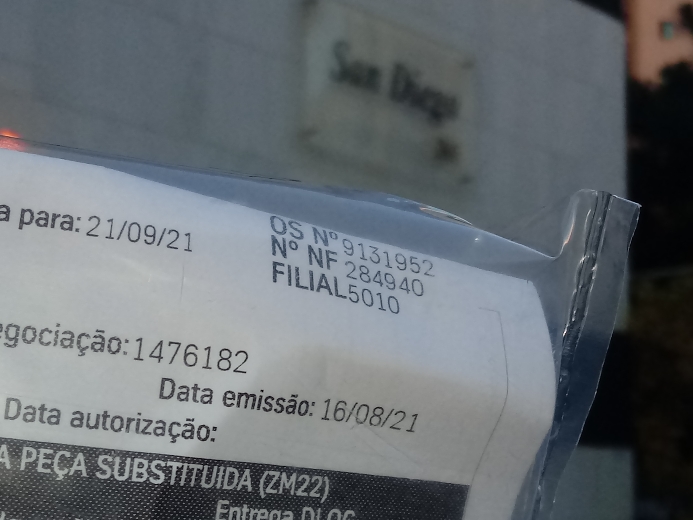 San Diego
a para: 21/09/21
OS Nº 9131952
Nº NF 284940
FILIAL 5010
egociação: 1476182
Data emissão: 16/08/21
Data autorização:
A PEÇA SUBSTITUIDA (ZM22)
Entrega DLOC